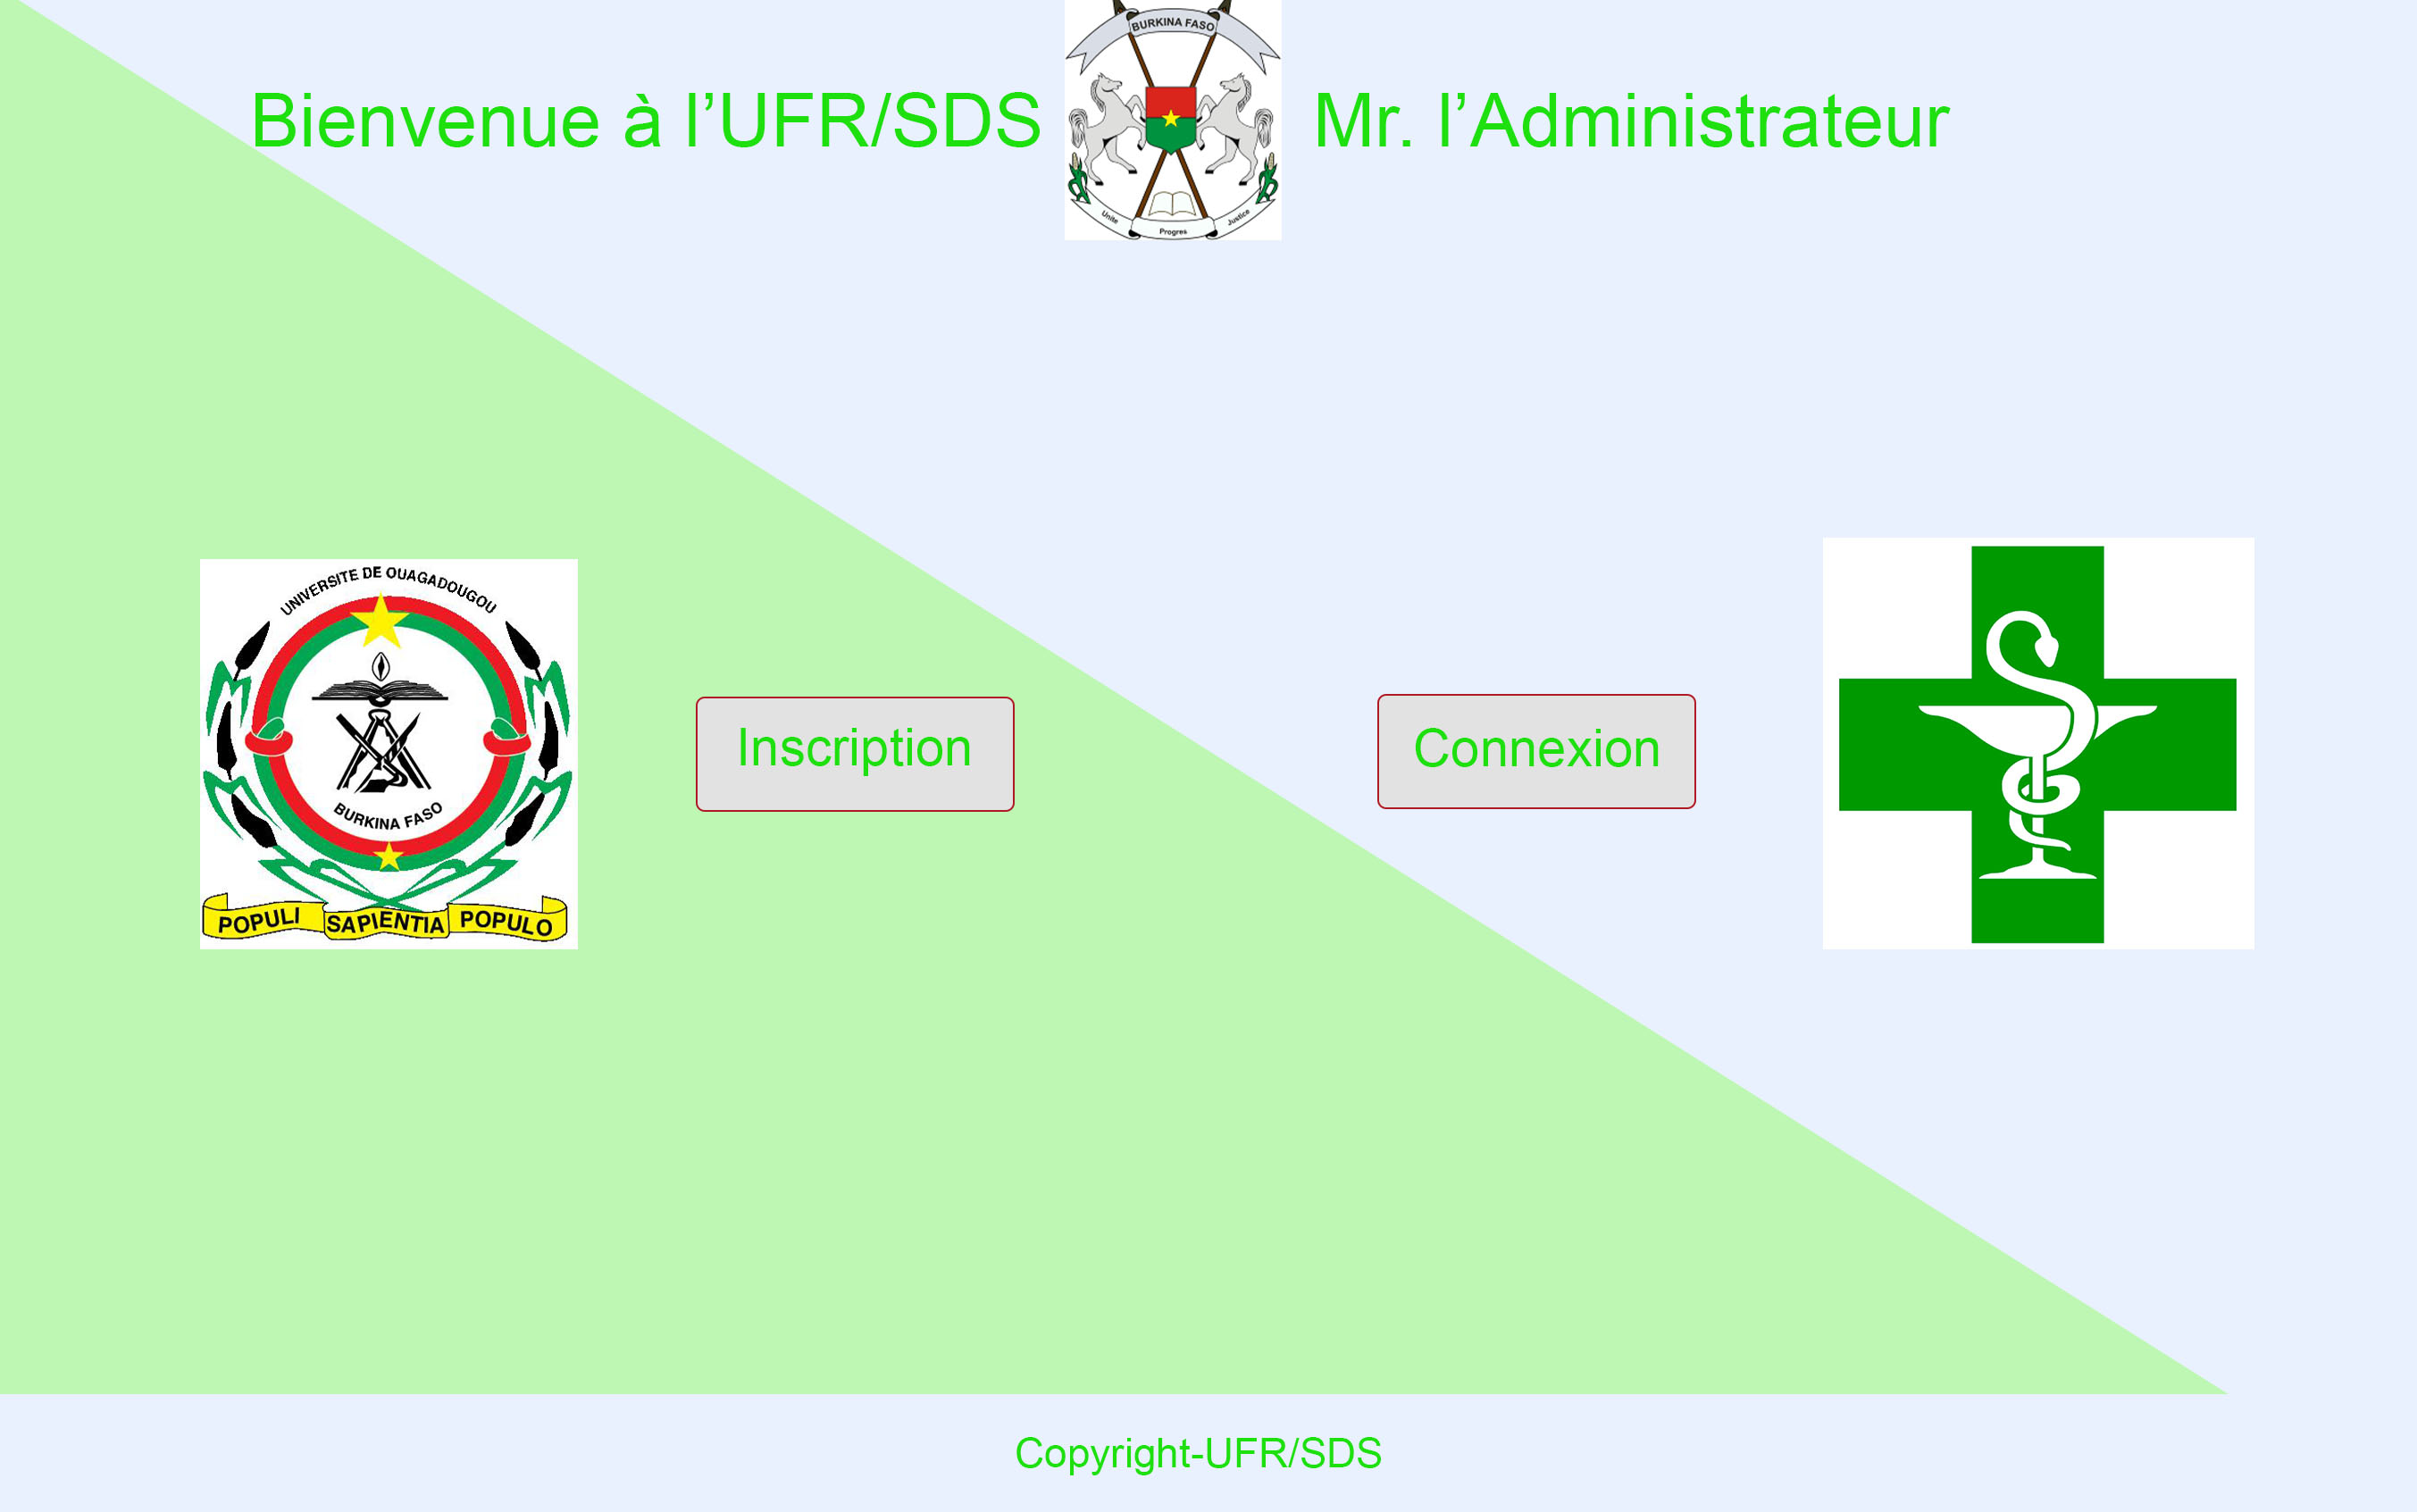 BURKINA FASO
Bienvenue à l’UFR/SDS
Mr. l’Administrateur
Unite
Progres
Justice
UNIVERSITE DE OUAGADOUGOU
BURKINA FASO
POPULI SAPIENTIA POPULO
Inscription
Connexion
Copyright-UFR/SDS